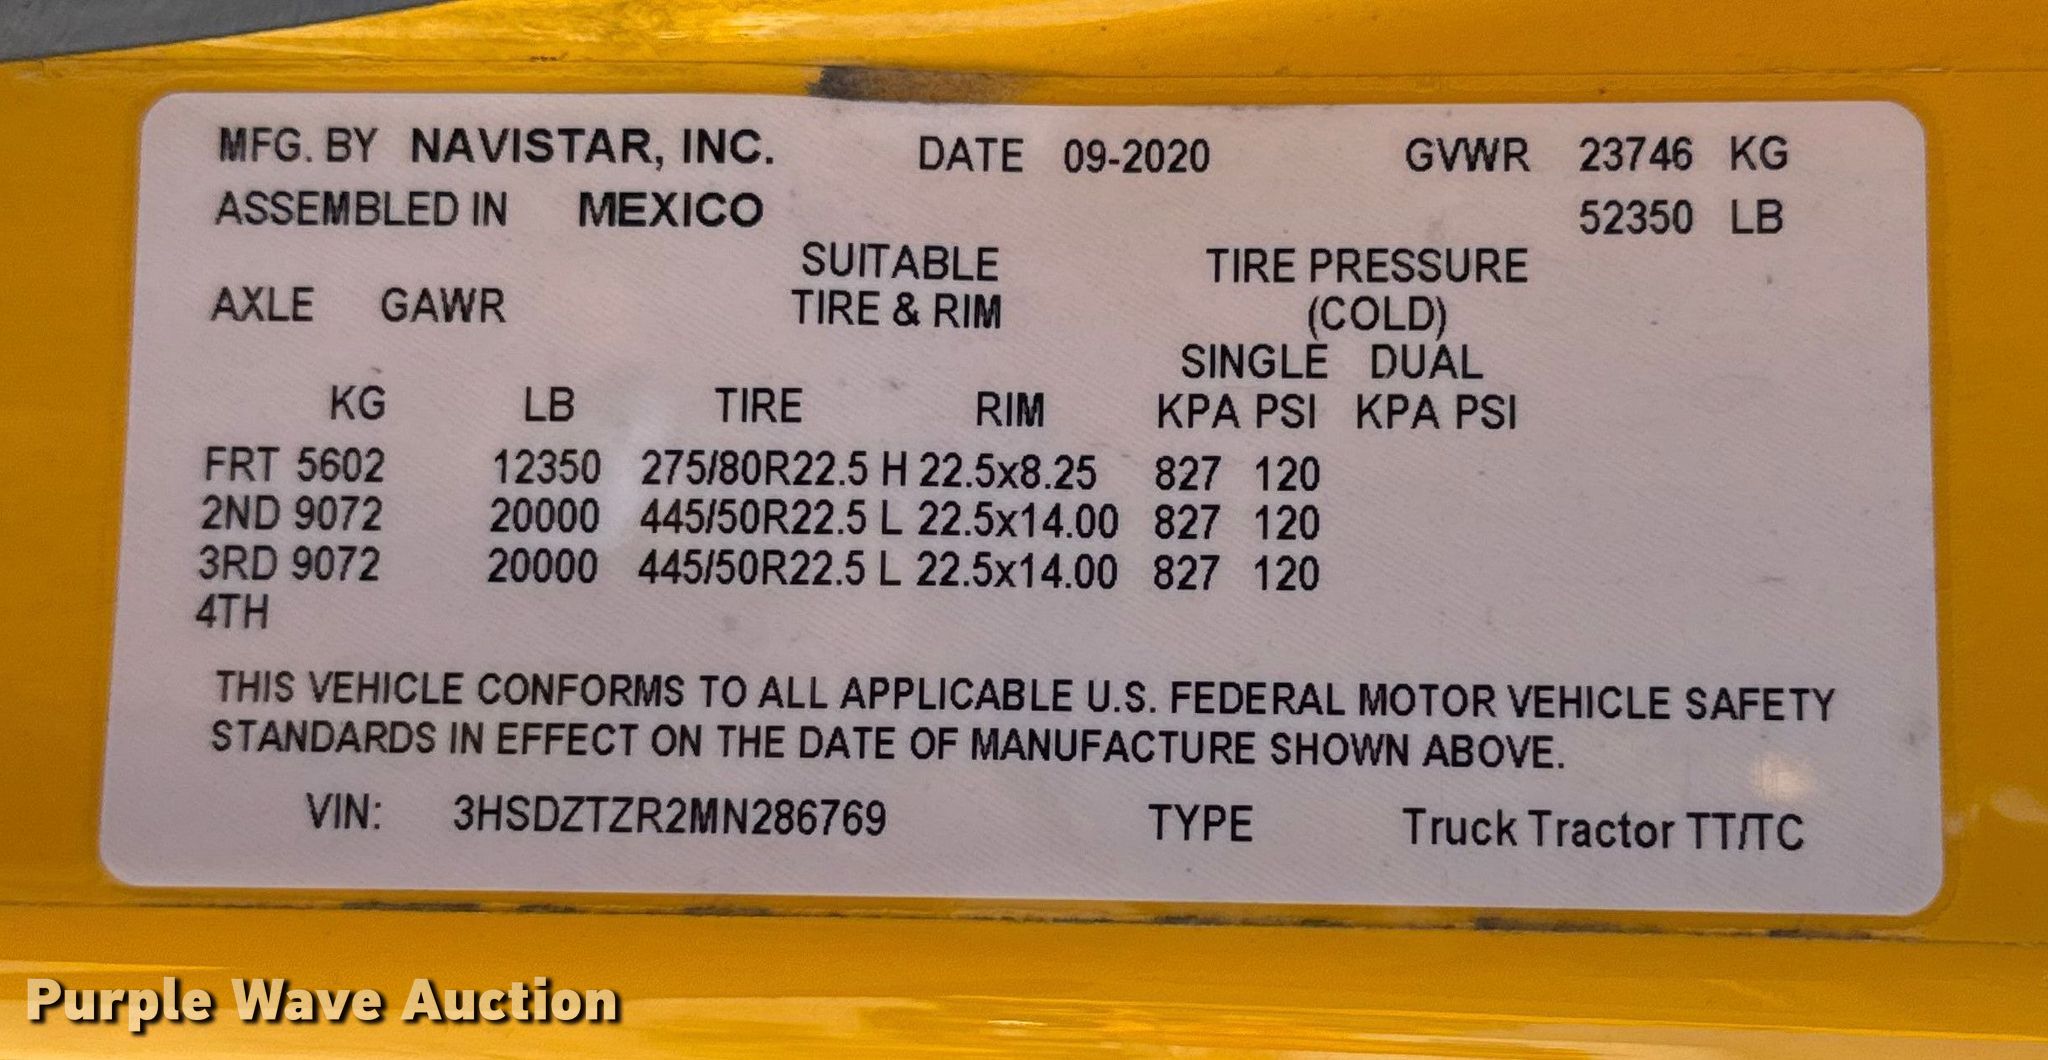 MFG. BY NAVISTAR, INC. DATE 09-2020 GVWR 23746 KG
ASSEMBLED IN MEXICO 52350 LB
SUITABLE TIRE PRESSURE
AXLE GAWR TIRE & RIM (COLD)
SINGLE DUAL
KG LB TIRE RIM KPA PSI KPA PSI
FRT 5602 12350 275/80R22.5 H 22.5x8.25 827 120
2ND 9072 20000 445/50R22.5 L 22.5x14.00 827 120
3RD 9072 20000 445/50R22.5 L 22.5x14.00 827 120
4TH
THIS VEHICLE CONFORMS TO ALL APPLICABLE U.S. FEDERAL MOTOR VEHICLE SAFETY
STANDARDS IN EFFECT ON THE DATE OF MANUFACTURE SHOWN ABOVE.
VIN: 3HSDZTZR2MN286769 TYPE Truck Tractor TT/TC
Purple Wave Auction